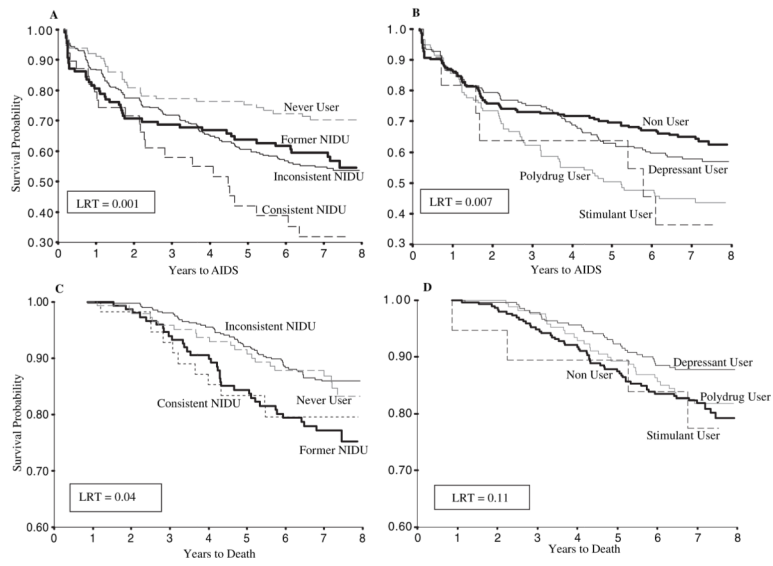 A
1.00
0.90
0.80
0.70
0.60
0.50
0.40
0.30
Survival Probability
Never User
Former NIDU
Inconsistent NIDU
Consistent NIDU
LRT = 0.001
0 1 2 3 4 5 6 7 8
Years to AIDS
B
1.00
0.9
0.8
0.7
0.6
0.5
0.4
0.3
Non User
Depressant User
Polydrug User
Stimulant User
LRT = 0.007
0 1 2 3 4 5 6 7 8
Years to AIDS
C
1.00
0.90
0.80
0.70
0.60
Survival Probability
Inconsistent NIDU
Never User
Consistent NIDU
Former NIDU
LRT = 0.04
0 1 2 3 4 5 6 7 8
Years to Death
D
1.00
0.90
0.80
0.70
0.60
Depressant User
Non User
Polydrug User
Stimulant User
LRT = 0.11
0 1 2 3 4 5 6 7 8
Years to Death